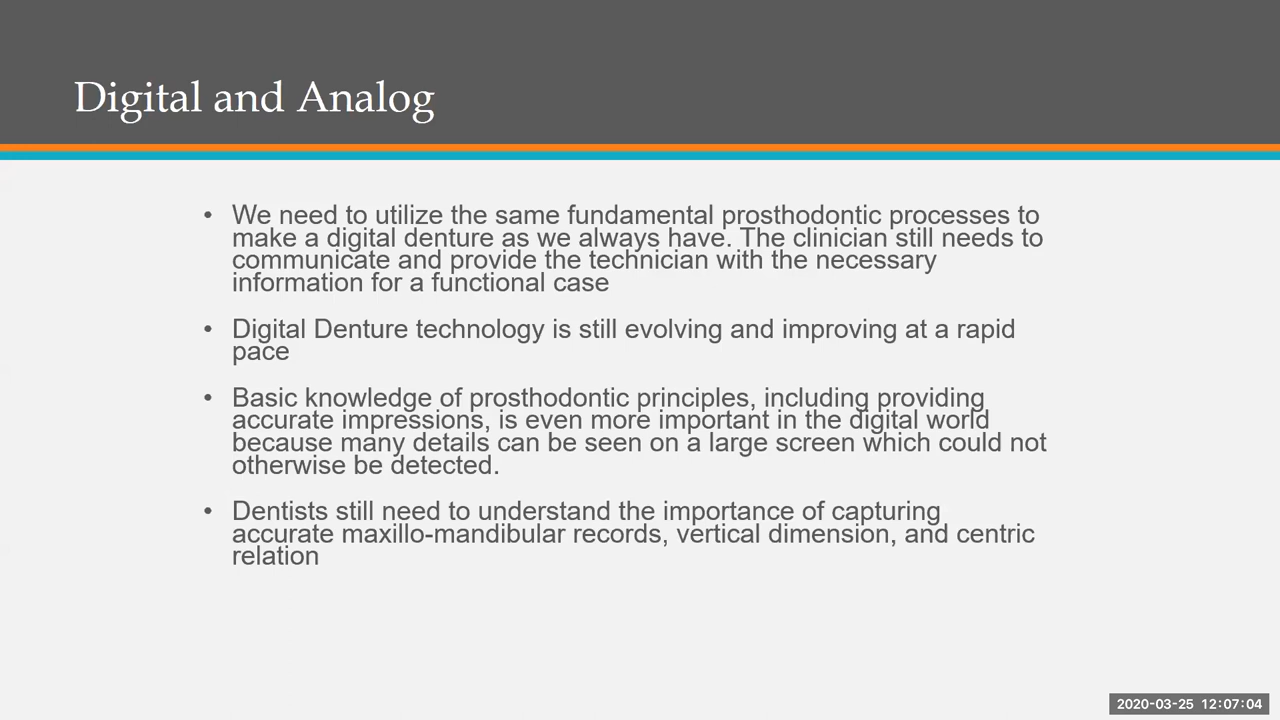 Digital and Analog
• We need to utilize the same fundamental prosthodontic processes to
make a digital denture as we always have. The clinician still needs to
communicate and provide the technician with the necessary
information for a functional case
• Digital Denture technology is still evolving and improving at a rapid
pace
• Basic knowledge of prosthodontic principles, including providing
accurate impressions, is even more important in the digital world
because many details can be seen on a large screen which could not
otherwise be detected.
• Dentists still need to understand the importance of capturing
accurate maxillo-mandibular records, vertical dimension, and centric
relation
2020-03-25 12:07:04